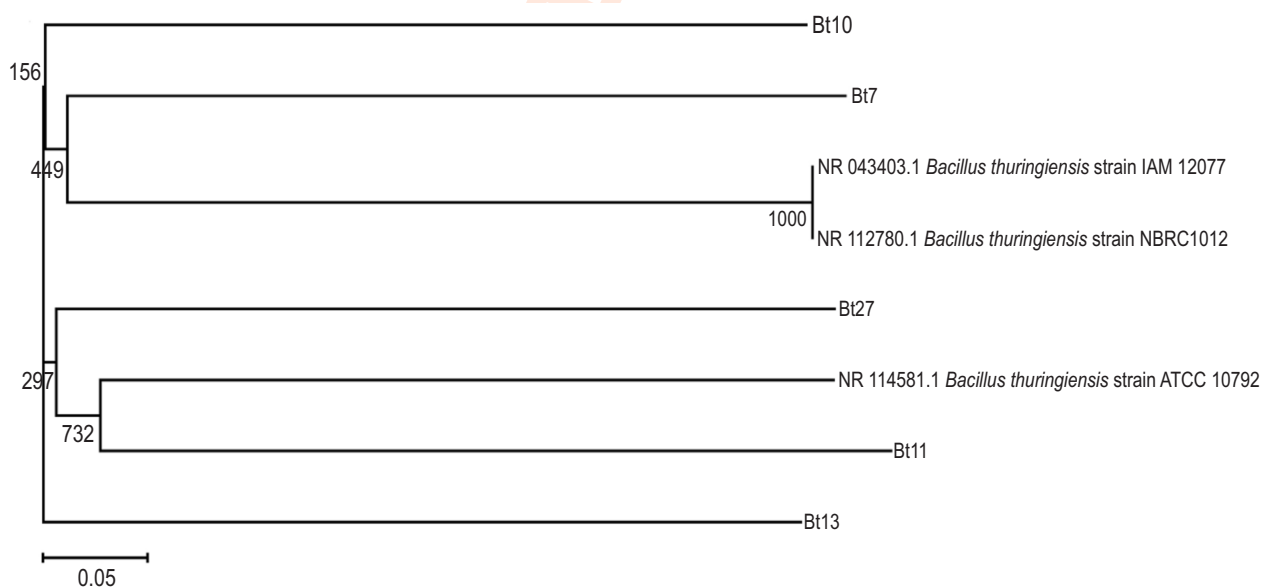 Bt10
156
Bt7
449
NR 043403.1 Bacillus thuringiensis strain IAM 12077
1000
NR 112780.1 Bacillus thuringiensis strain NBRC1012
Bt27
297
NR 114581.1 Bacillus thuringiensis strain ATCC 10792
732
Bt11
Bt13
0.05